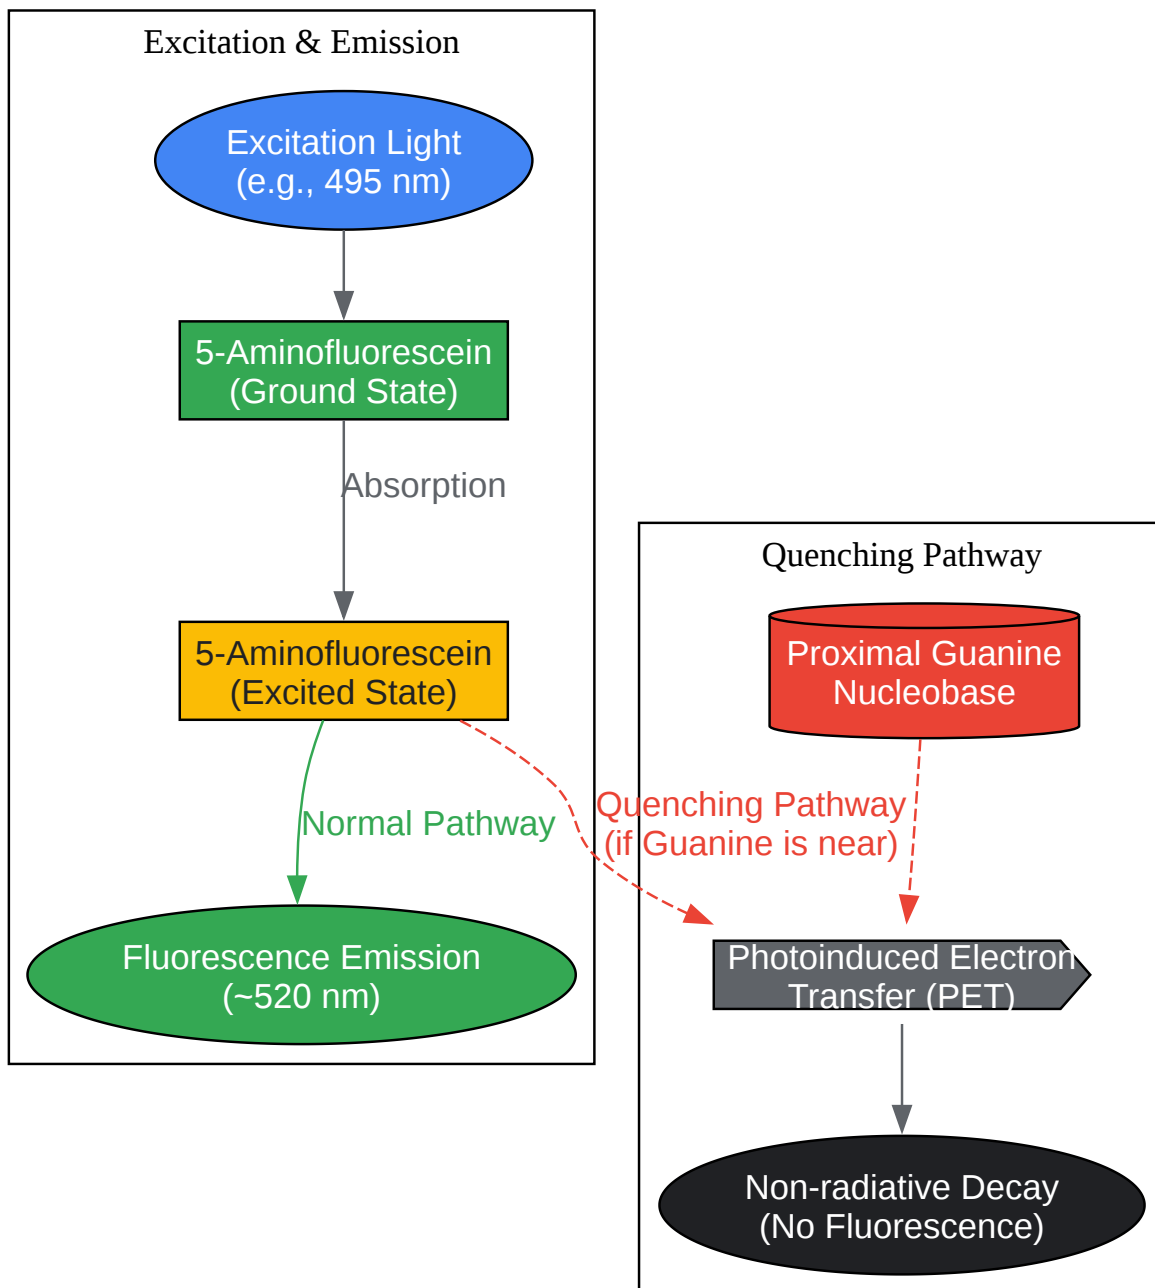 Excitation & Emission
Excitation Light
(e.g., 495 nm)
5-Aminofluorescein
(Ground State)
Absorption
5-Aminofluorescein
(Excited State)
Normal Pathway
Fluorescence Emission
(~520 nm)
Quenching Pathway
Proximal Guanine
Nucleobase
Quenching Pathway
(if Guanine is near)
Photoinduced Electron
Transfer (PET)
Non-radiative Decay
(No Fluorescence)